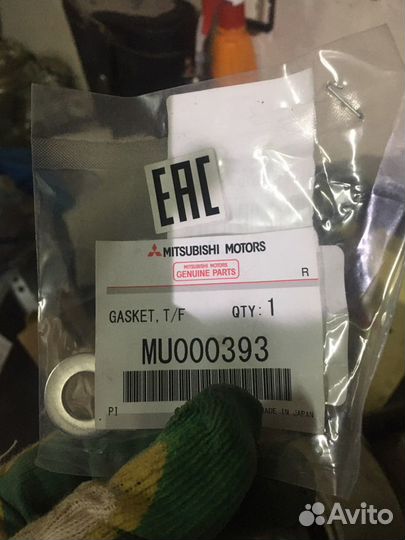 EAC
MITSUBISHI MOTORS
MITSUBISHI MOTORS
GENUINE PARTS
R
GASKET, T/F QTY: 1
MU000393
PI MADE IN JAPAN
Avito